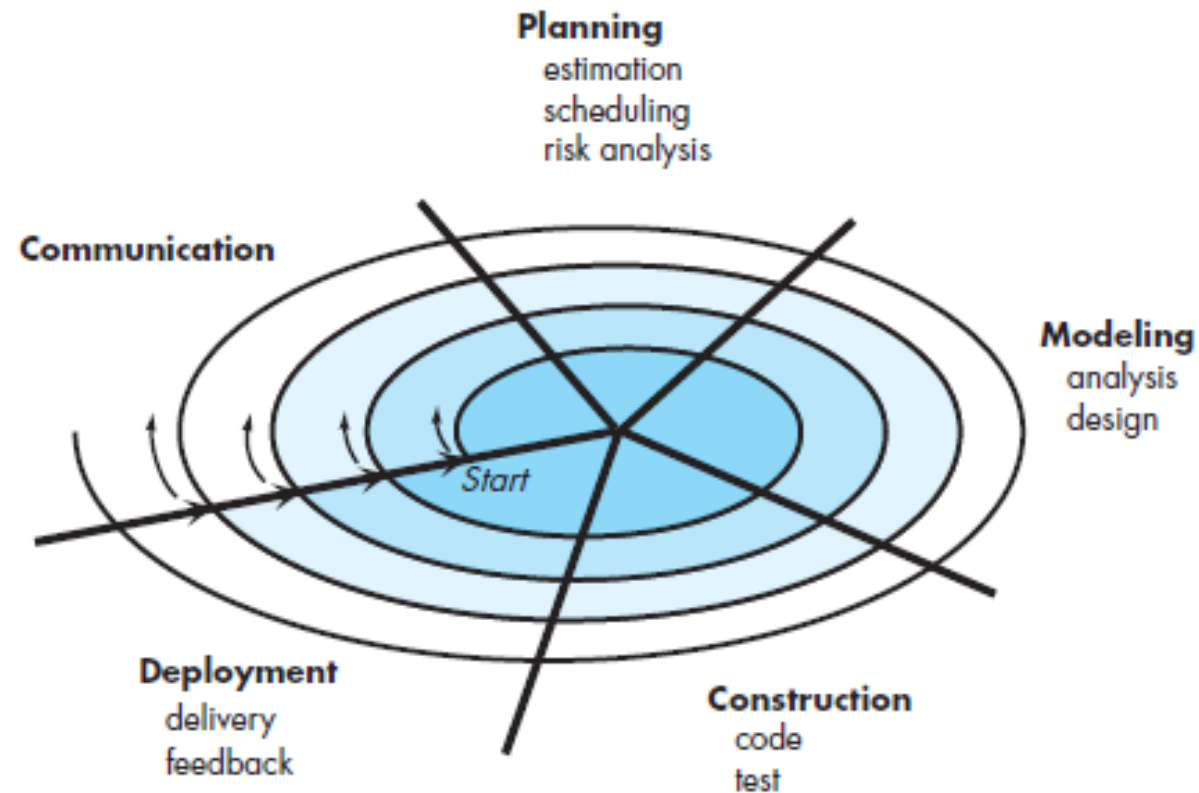 Planning
estimation
scheduling
risk analysis
Communication
Modeling
analysis
design
Start
Deployment
delivery
feedback
Construction
code
test